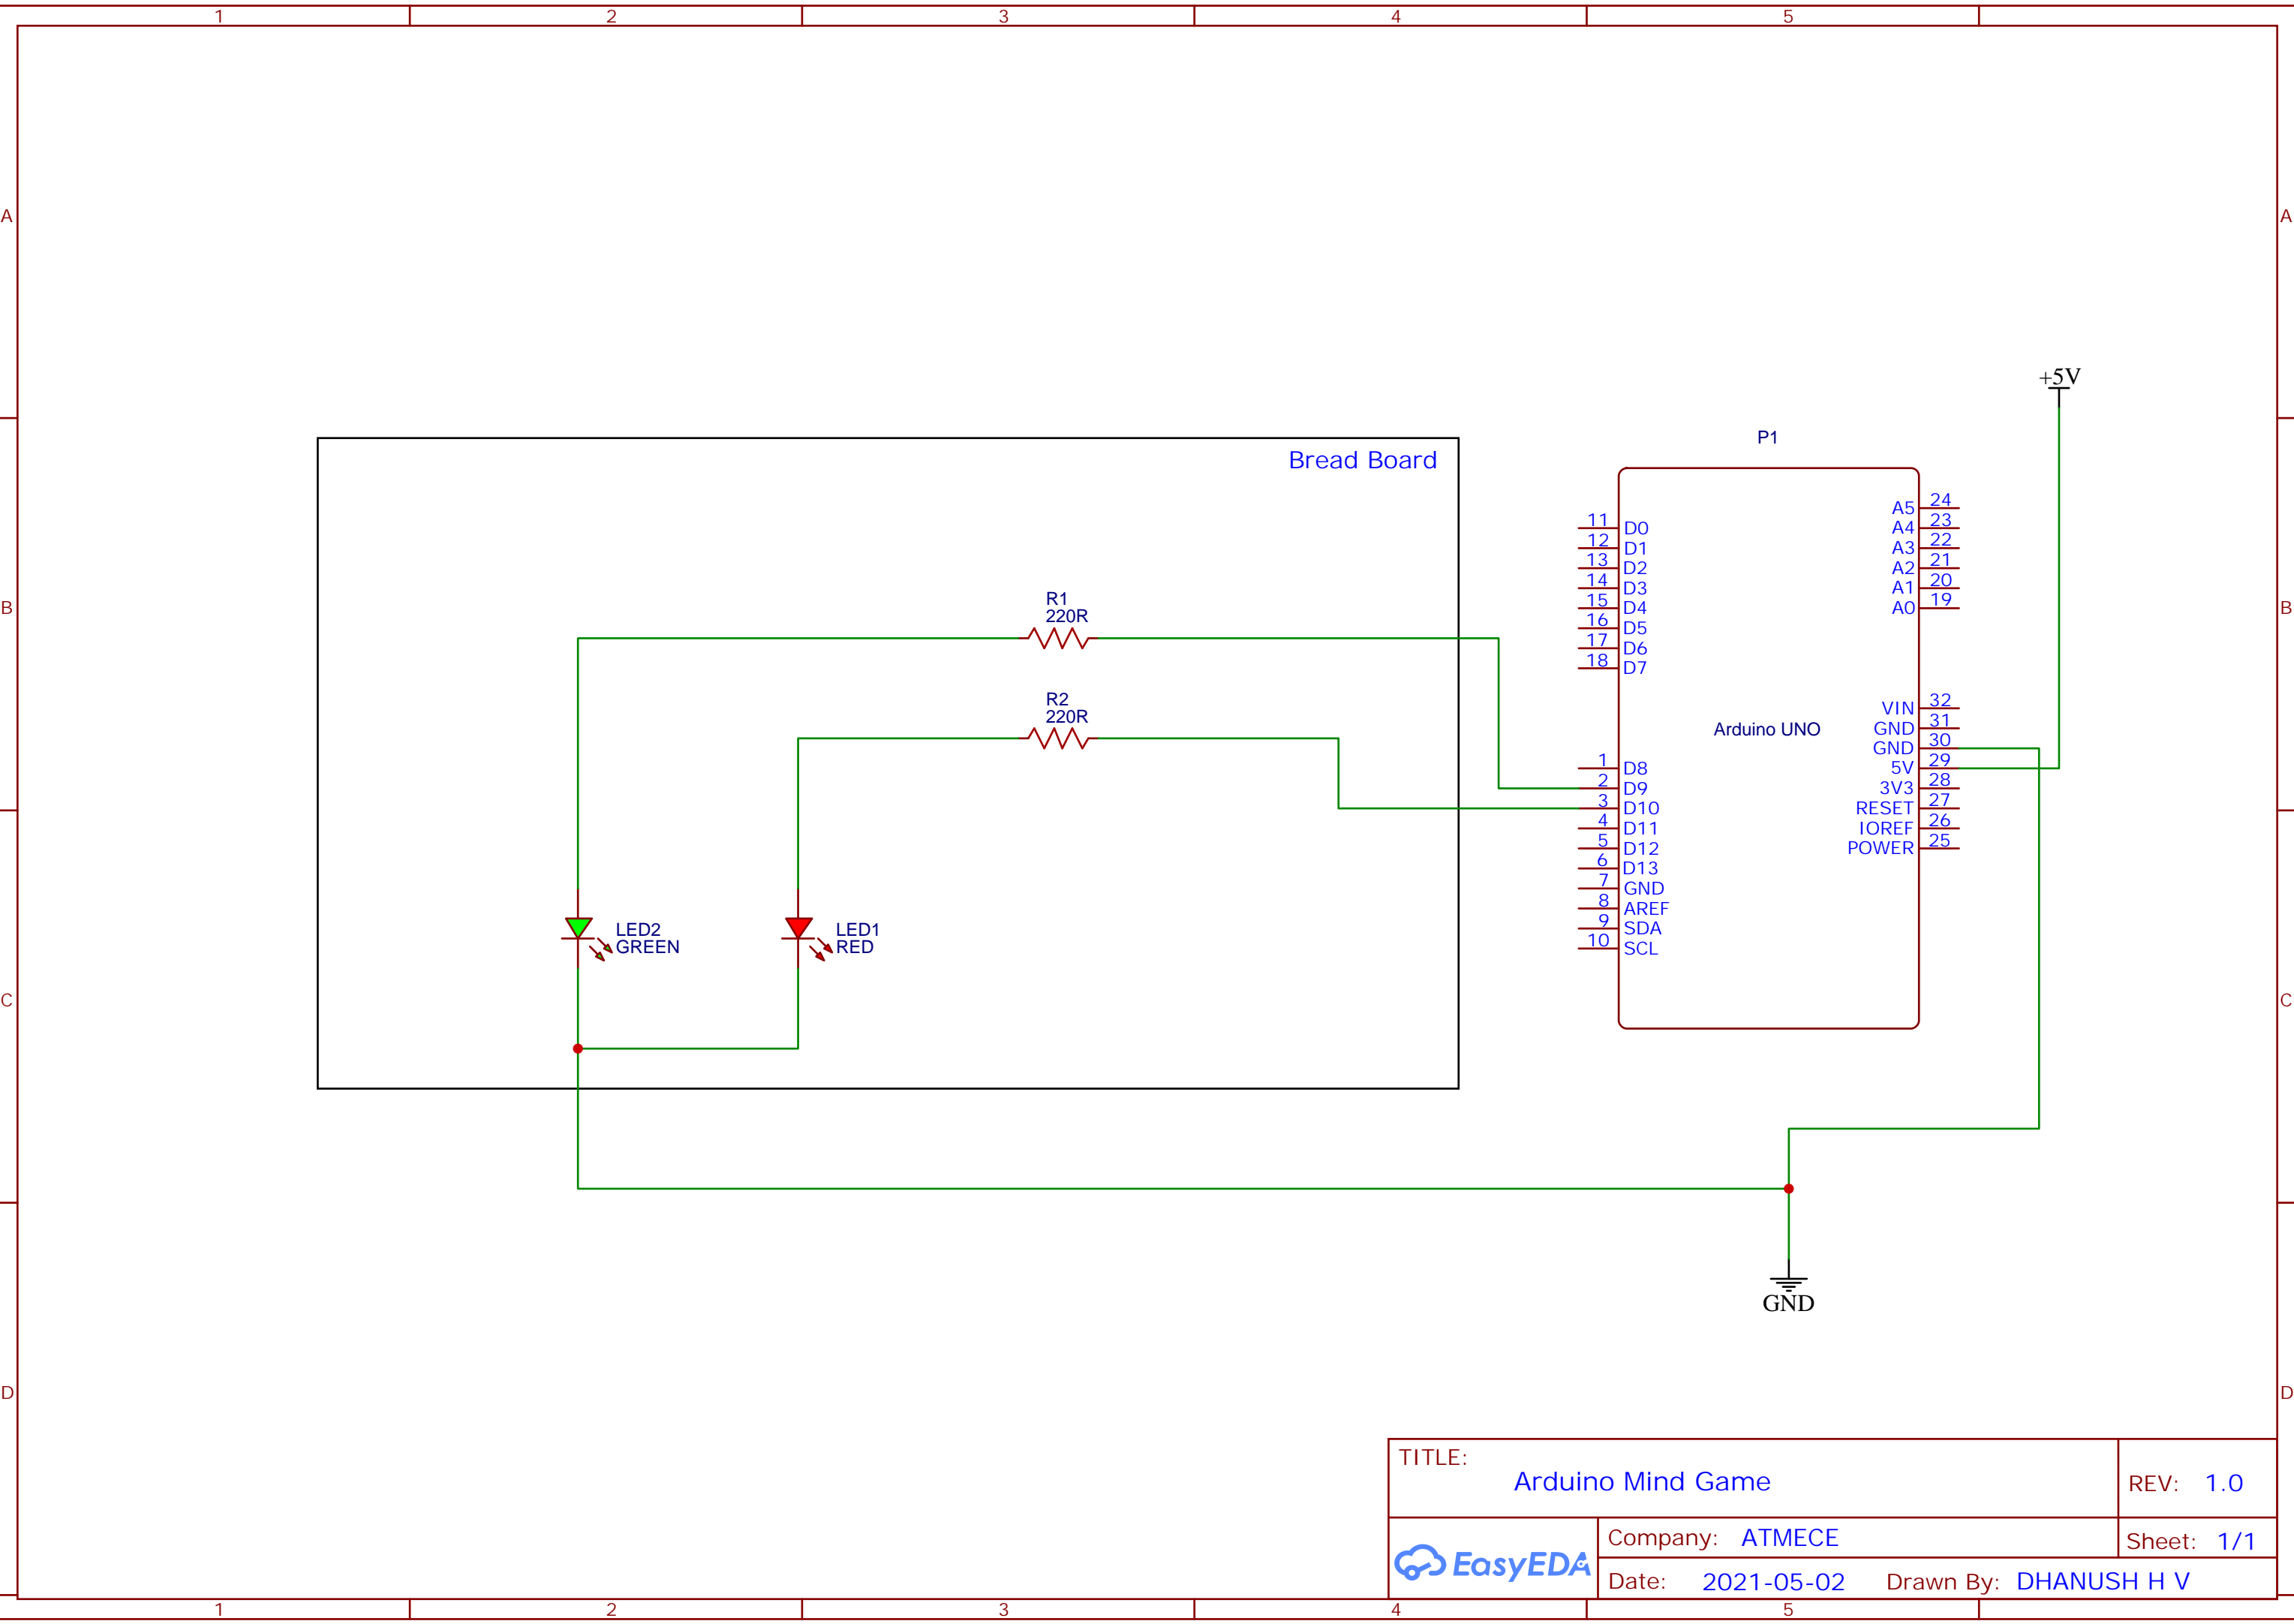 1 2 3 4 5
A A
+5V
P1
Bread Board
24
A5
11
D0
23
A4
12
D1
22
A3
13
D2
21
A2
14
D3
20
A1
R1
15
D4
19
A0
B B
220R
16
D5
17
D6
18
D7
R2
32
VIN
220R
31
GND
Arduino UNO
30
GND
1
D8
29
5V
2
D9
28
3V3
3
D10
27
RESET
4
D11
26
IOREF
5
D12
25
POWER
6
D13
7
GND
8
AREF
9
SDA
10
SCL
LED2
GREEN
LED1
RED
C C
GND
D D
TITLE:
Arduino Mind Game
REV: 1.0
EasyEDA
Company: ATMECE
Sheet: 1/1
Date: 2021-05-02 Drawn By: DHANUSH H V
1 2 3 4 5